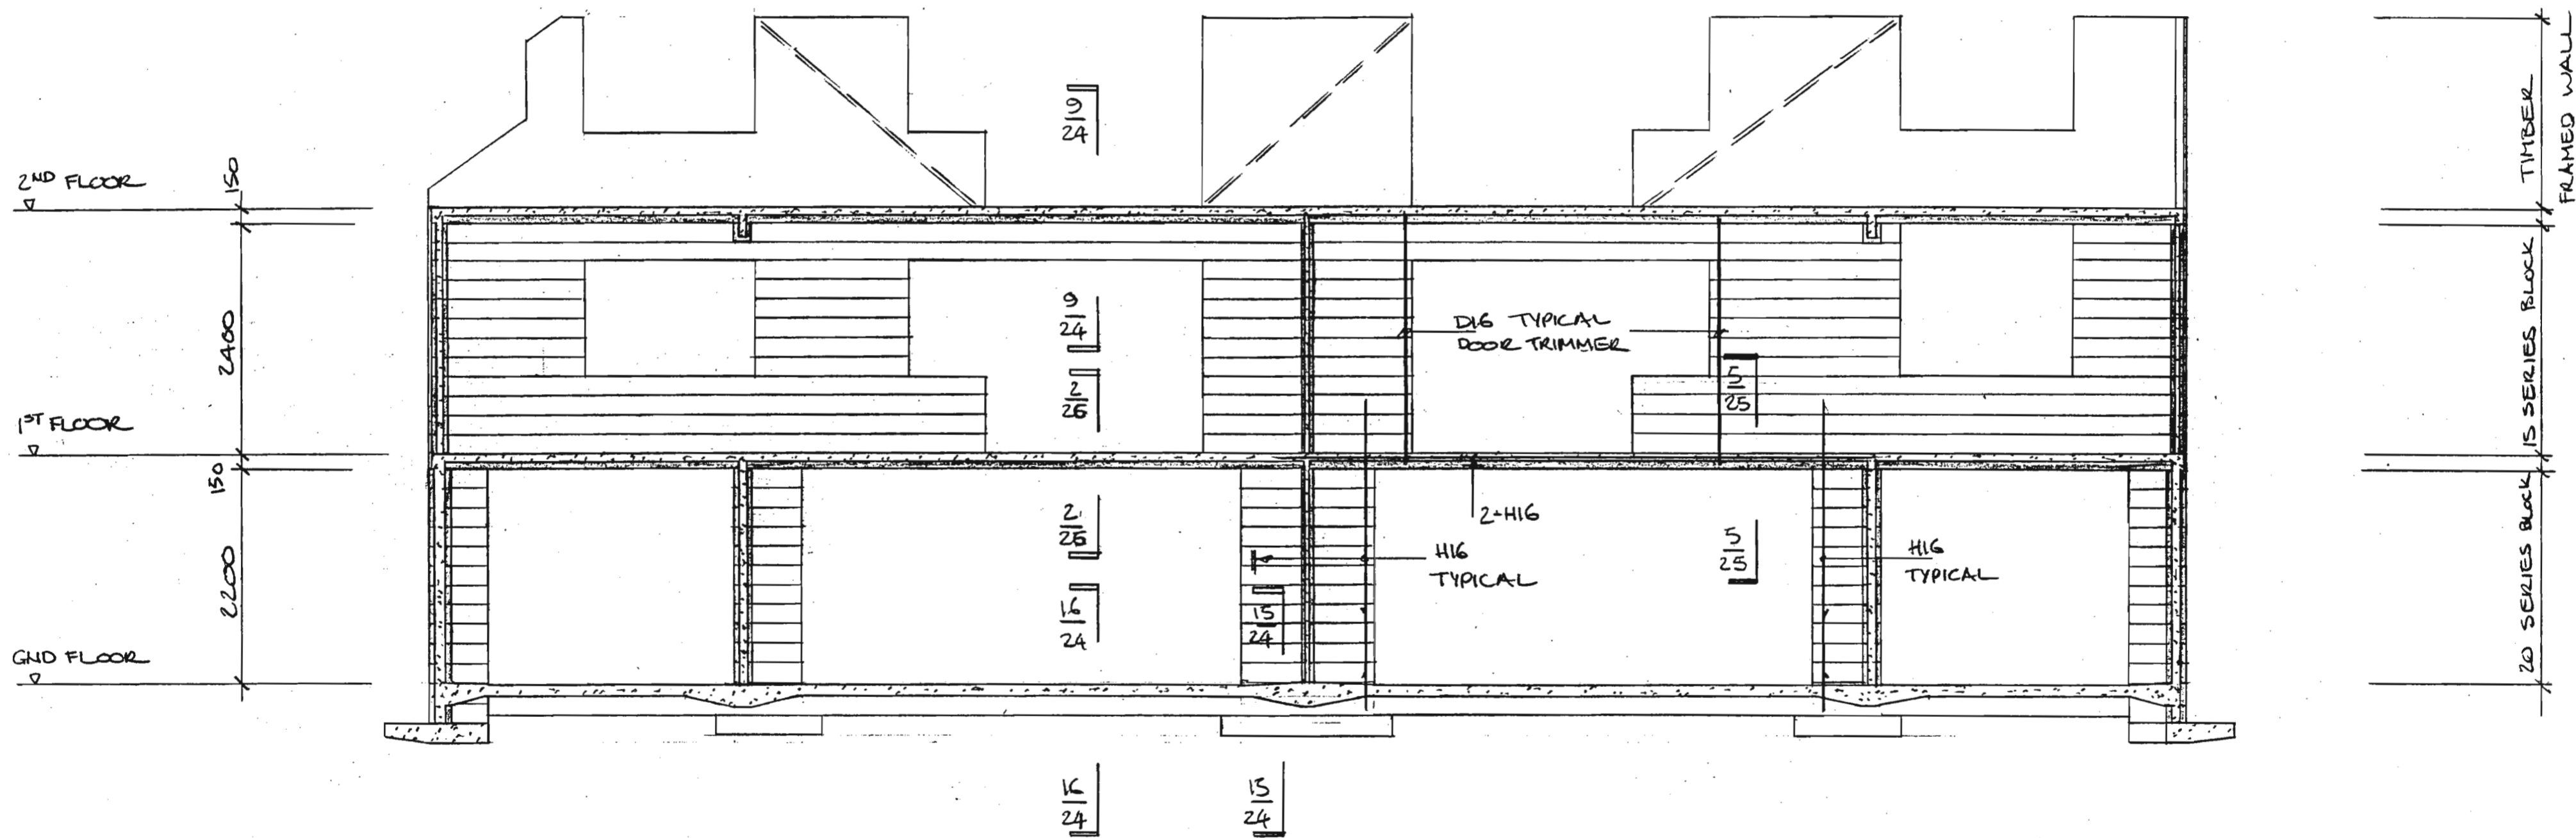 9
24
2ND FLOOR
150
2400
1ST FLOOR
150
2200
GND FLOOR
9
24
2
25
D16 TYPICAL
DOOR TRIMMER
5
25
2-H16
2
25
H16
TYPICAL
5
25
H16
TYPICAL
16
24
15
24
16
24
15
24
TIMBER
FRAMED WALL
15 SERIES BLOCK
20 SERIES BLOCK